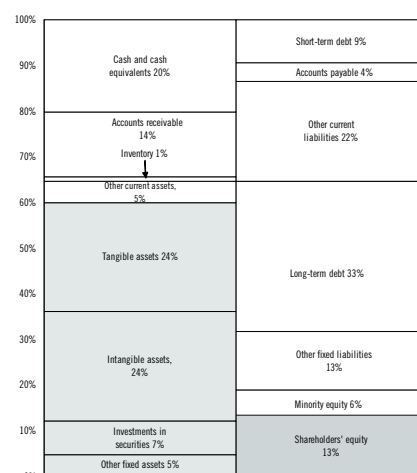 100%
90%
80%
70%
60%
50%
40%
30%
20%
10%
Cash and cash
equivalents 20%
Accounts receivable
14%
Inventory 1%
Other current assets,
5%
Tangible assets 24%
Intangible assets,
24%
Investments in
securities 7%
Other fixed assets 5%
Short-term debt 9%
Accounts payable 4%
Other current
liabilities 22%
Long-term debt 33%
Other fixed liabilities
13%
Minority equity 6%
Shareholders' equity
13%